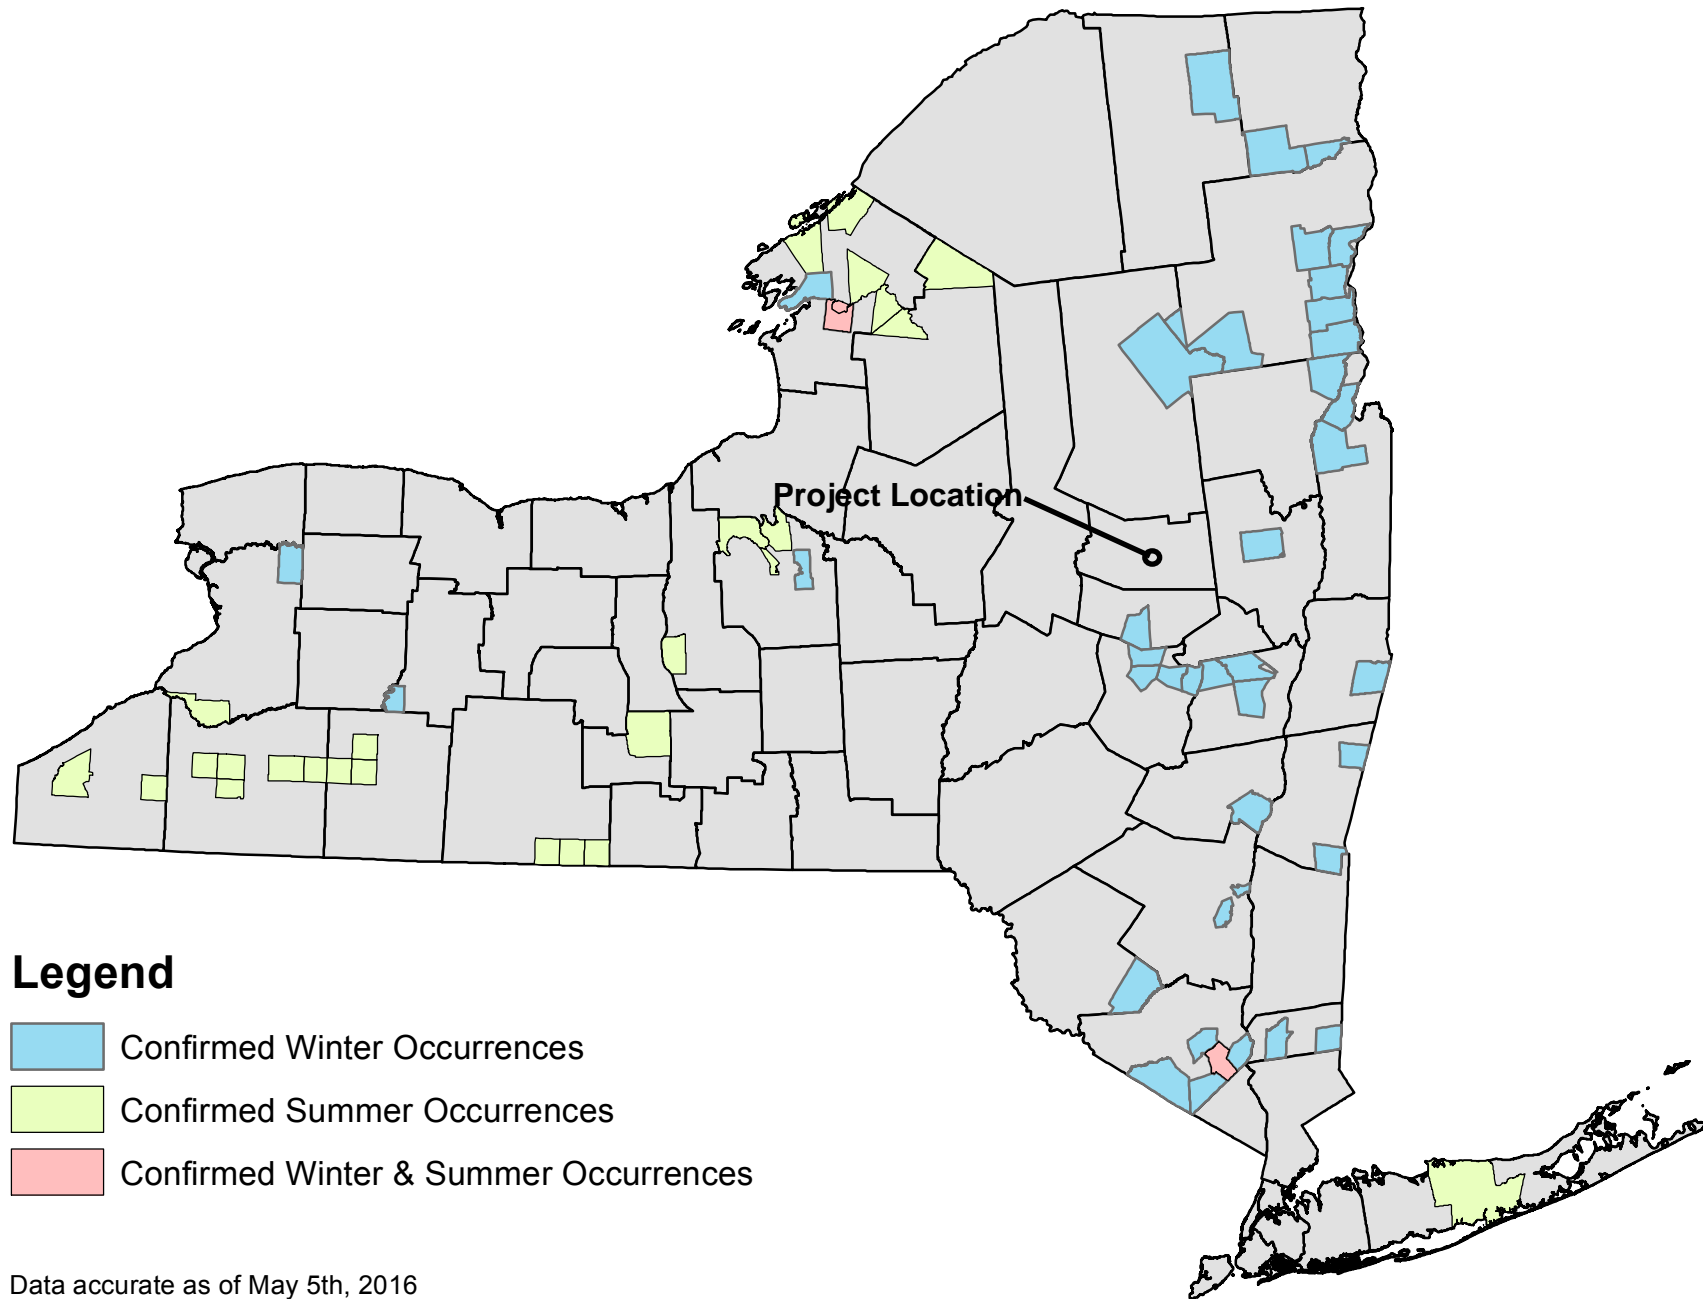 Project Location
Legend
Confirmed Winter Occurrences
Confirmed Summer Occurrences
Confirmed Winter & Summer Occurrences
Data accurate as of May 5th, 2016